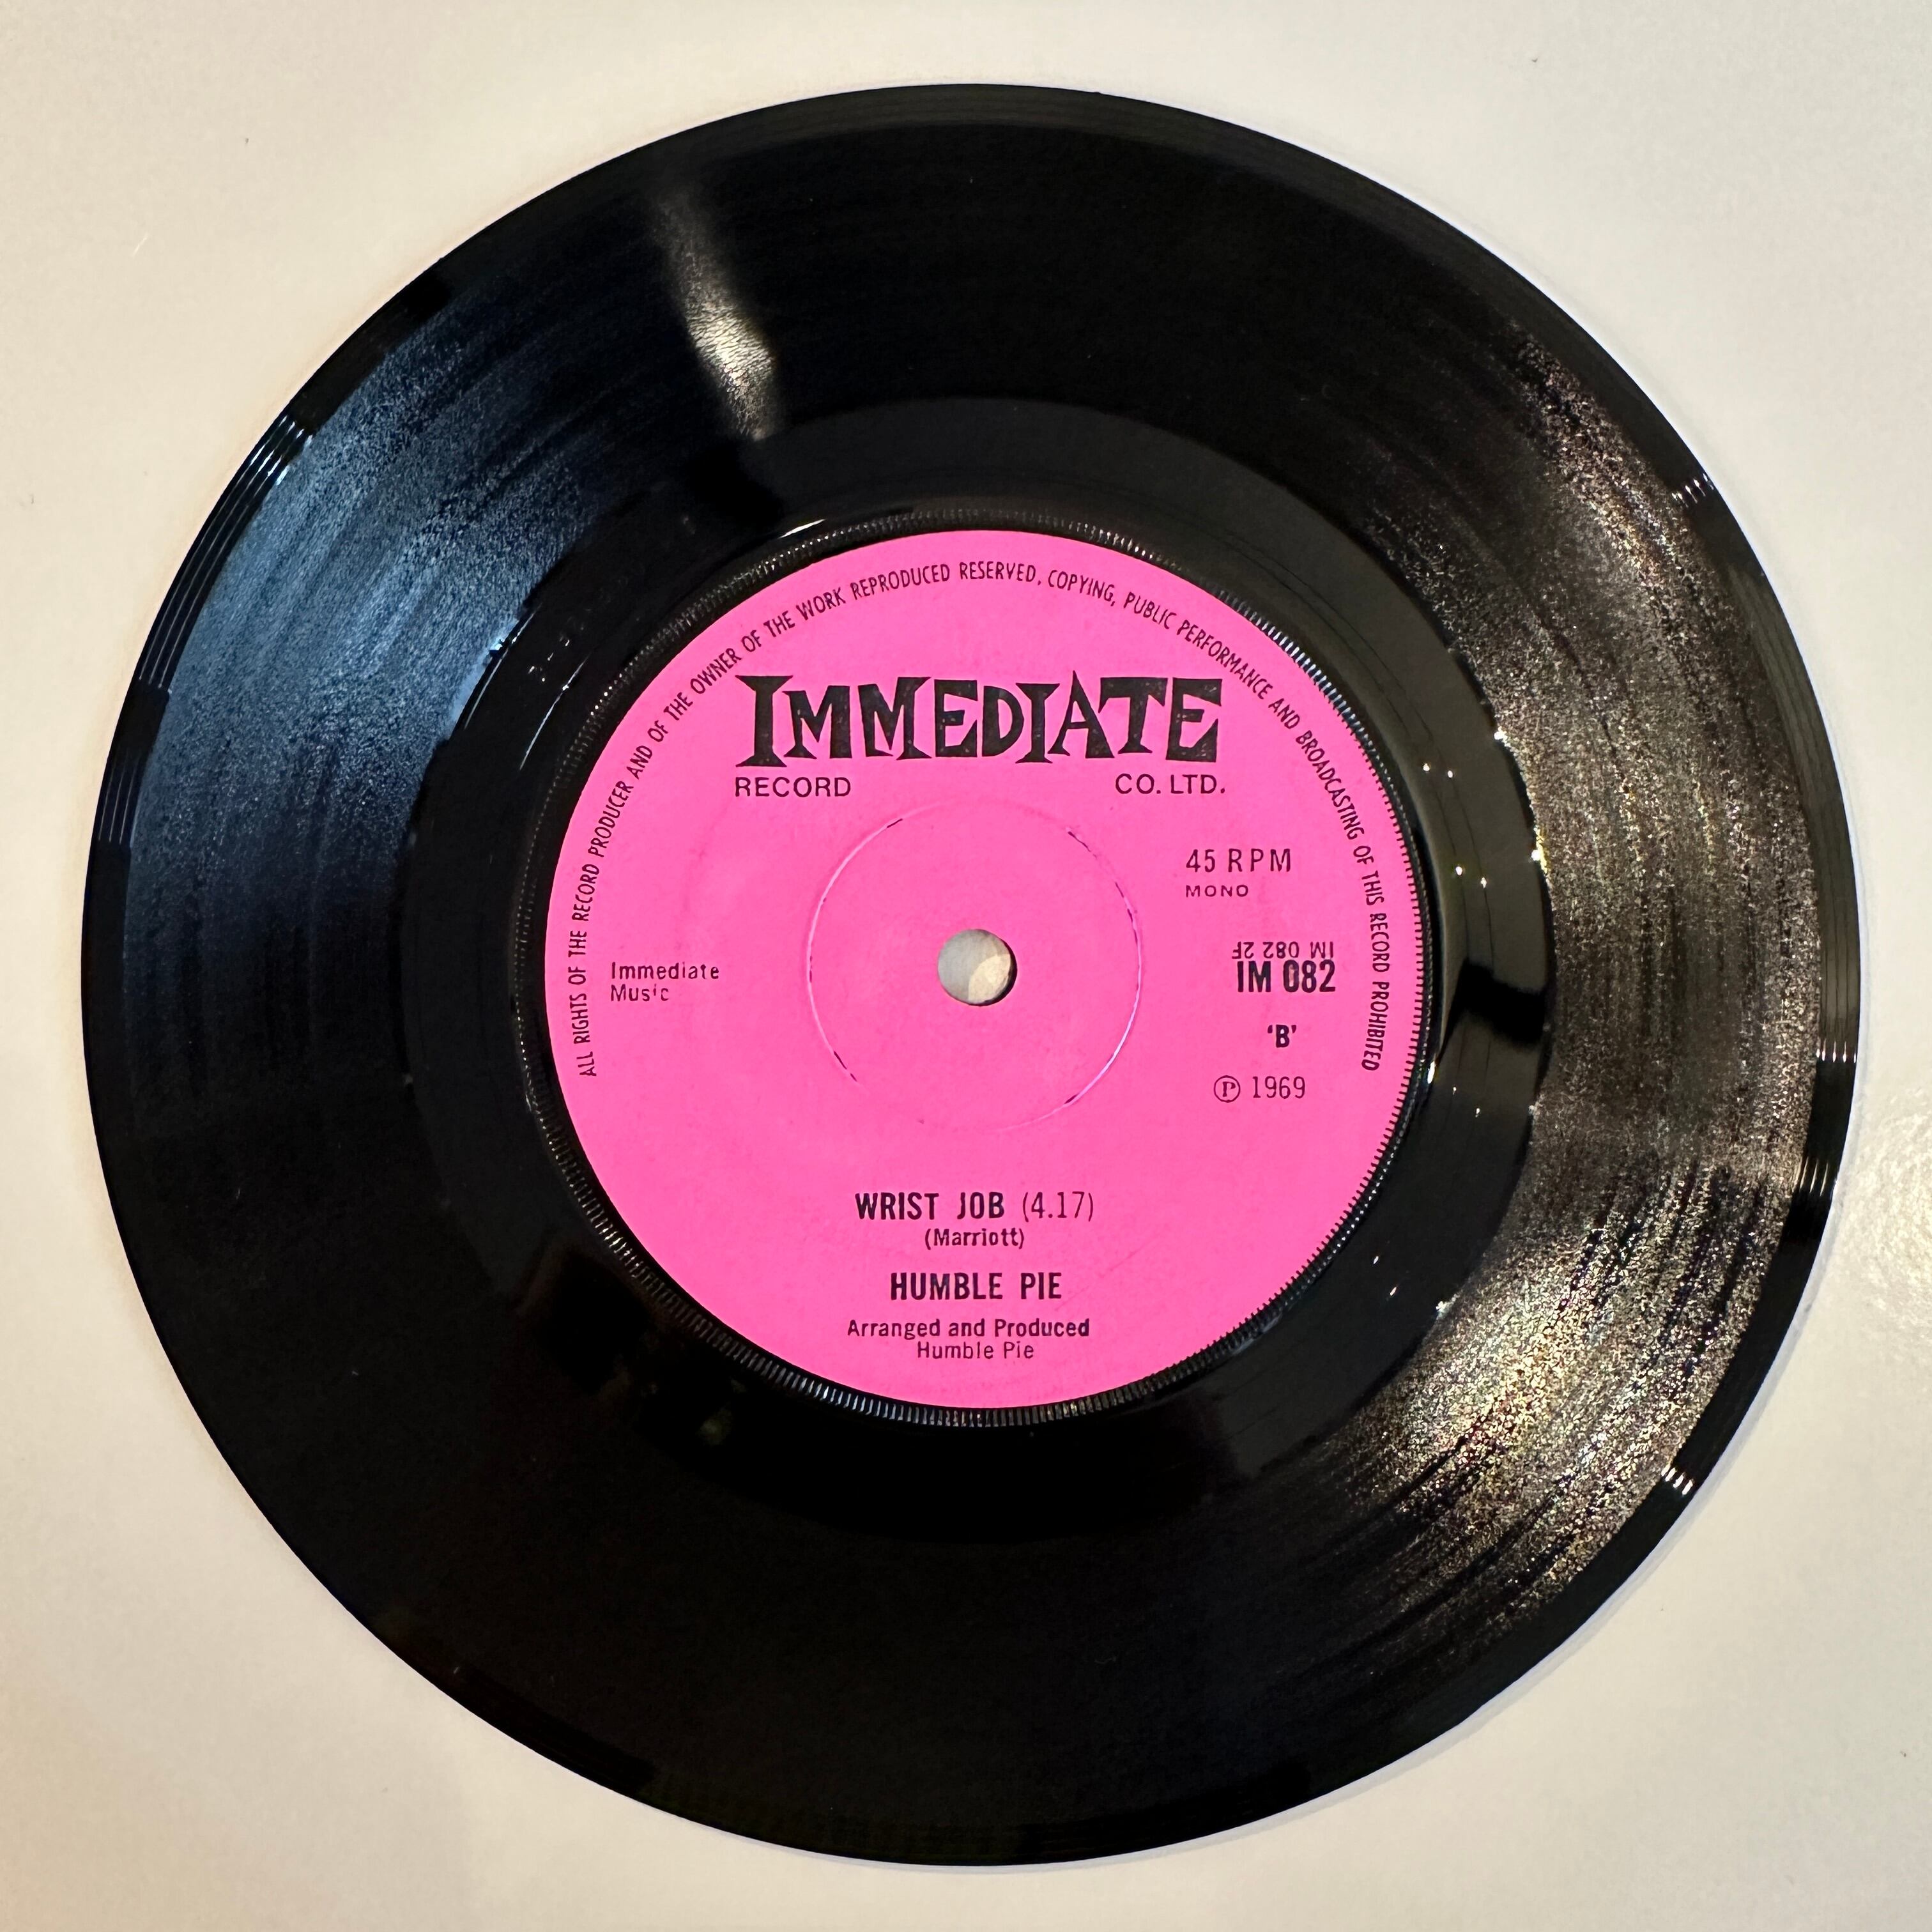 ALL RIGHTS OF THE RECORD PRODUCER AND OF THE OWNER OF THE WORK REPRODUCED RESERVED, COPYING, PUBLIC PERFORMANCE AND BROADCASTING OF THIS RECORD PROHIBITED
IMMEDIATE
RECORD CO. LTD.
45 RPM
MONO
IM 082 2F
IM 082
Immediate
Music
'B'
℗ 1969
WRIST JOB (4.17)
(Marriott)
HUMBLE PIE
Arranged and Produced
Humble Pie